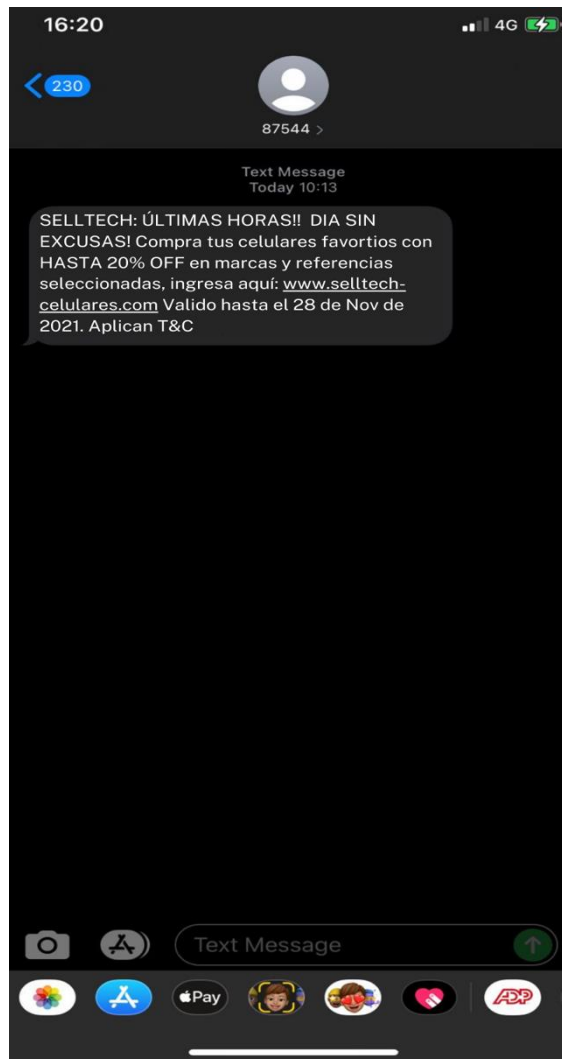 16:20
4G
230
87544 >
Text Message
Today 10:13
SELLTECH: ÚLTIMAS HORAS!! DIA SIN
EXCUSAS! Compra tus celulares favortios con
HASTA 20% OFF en marcas y referencias
seleccionadas, ingresa aquí: www.selltech-
celulares.com Valido hasta el 28 de Nov de
2021. Aplican T&C
Text Message
Pay
ADP